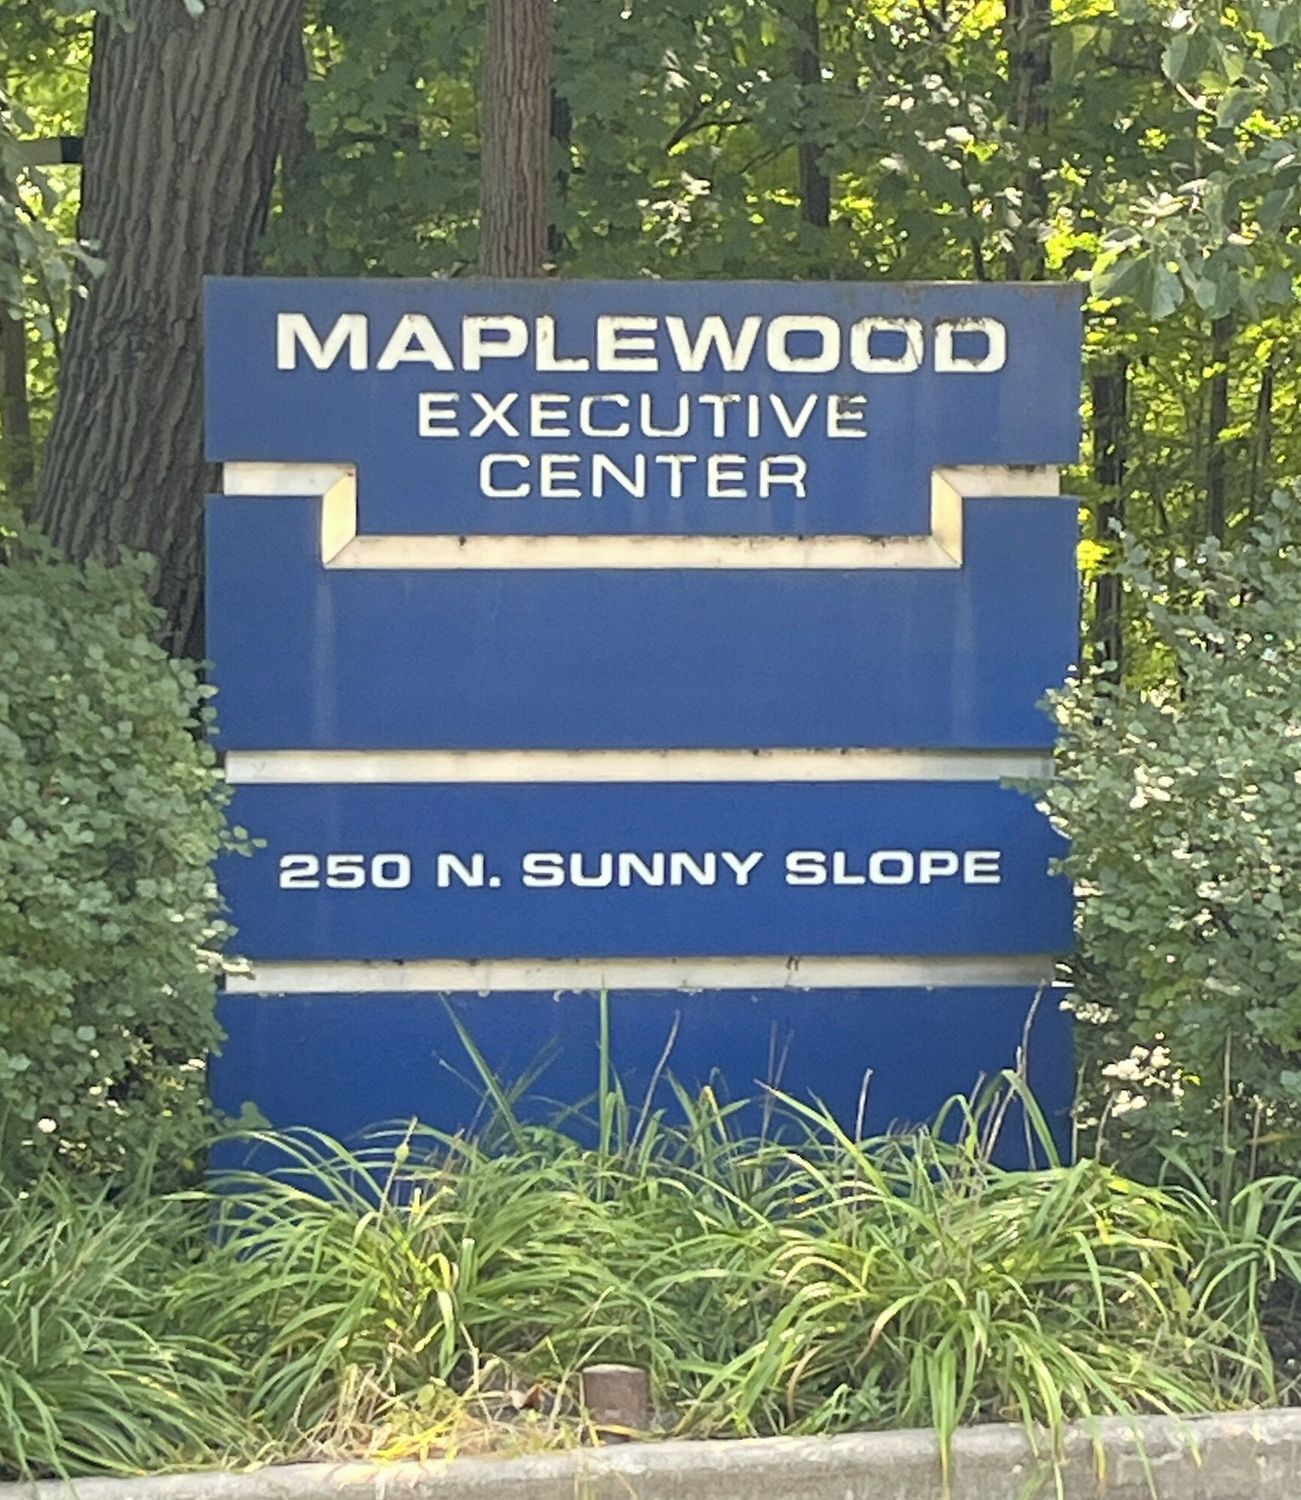 MAPLEWOOD
EXECUTIVE
CENTER
250 N. SUNNY SLOPE